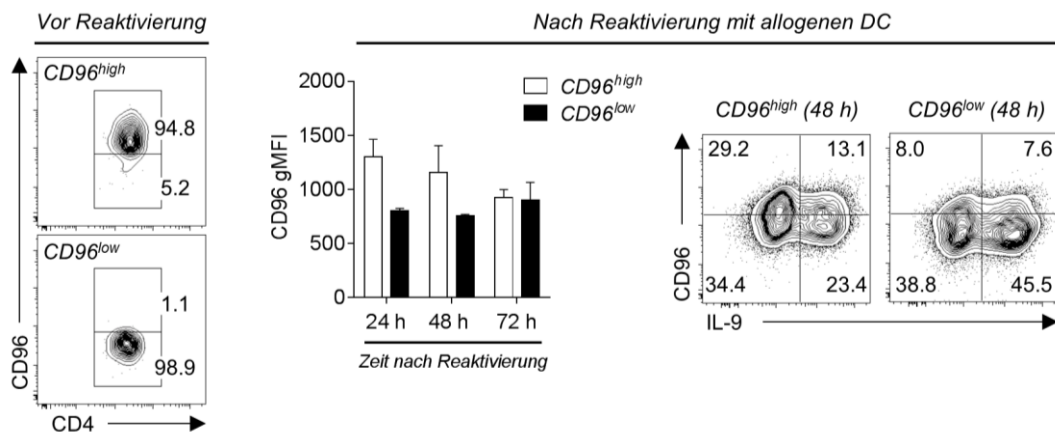 Vor Reaktivierung
CD96high
94.8
5.2
CD96low
1.1
98.9
CD96
CD4
Nach Reaktivierung mit allogenen DC
CD96 gMFI
2000
1500
1000
500
0
CD96high
CD96low
24 h 48 h 72 h
Zeit nach Reaktivierung
CD96high (48 h) CD96low (48 h)
29.2 13.1 8.0 7.6
34.4 23.4 38.8 45.5
CD96
IL-9